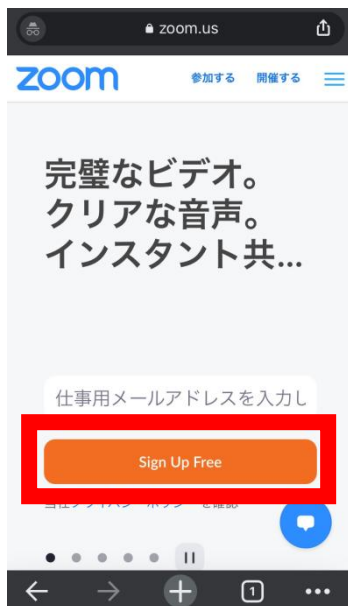 zoom.us
zoom 参加する 開催する
完璧なビデオ。
クリアな音声。
インスタント共...
仕事用メールアドレスを入力し
Sign Up Free
1